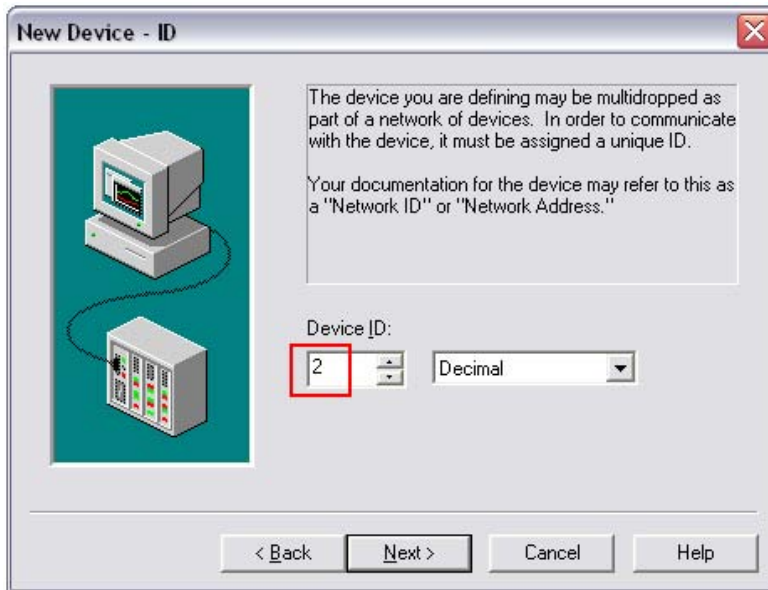 New Device - ID
The device you are defining may be multidropped as
part of a network of devices. In order to communicate
with the device, it must be assigned a unique ID.
Your documentation for the device may refer to this as
a "Network ID" or "Network Address."
Device ID:
2 Decimal
< Back Next > Cancel Help